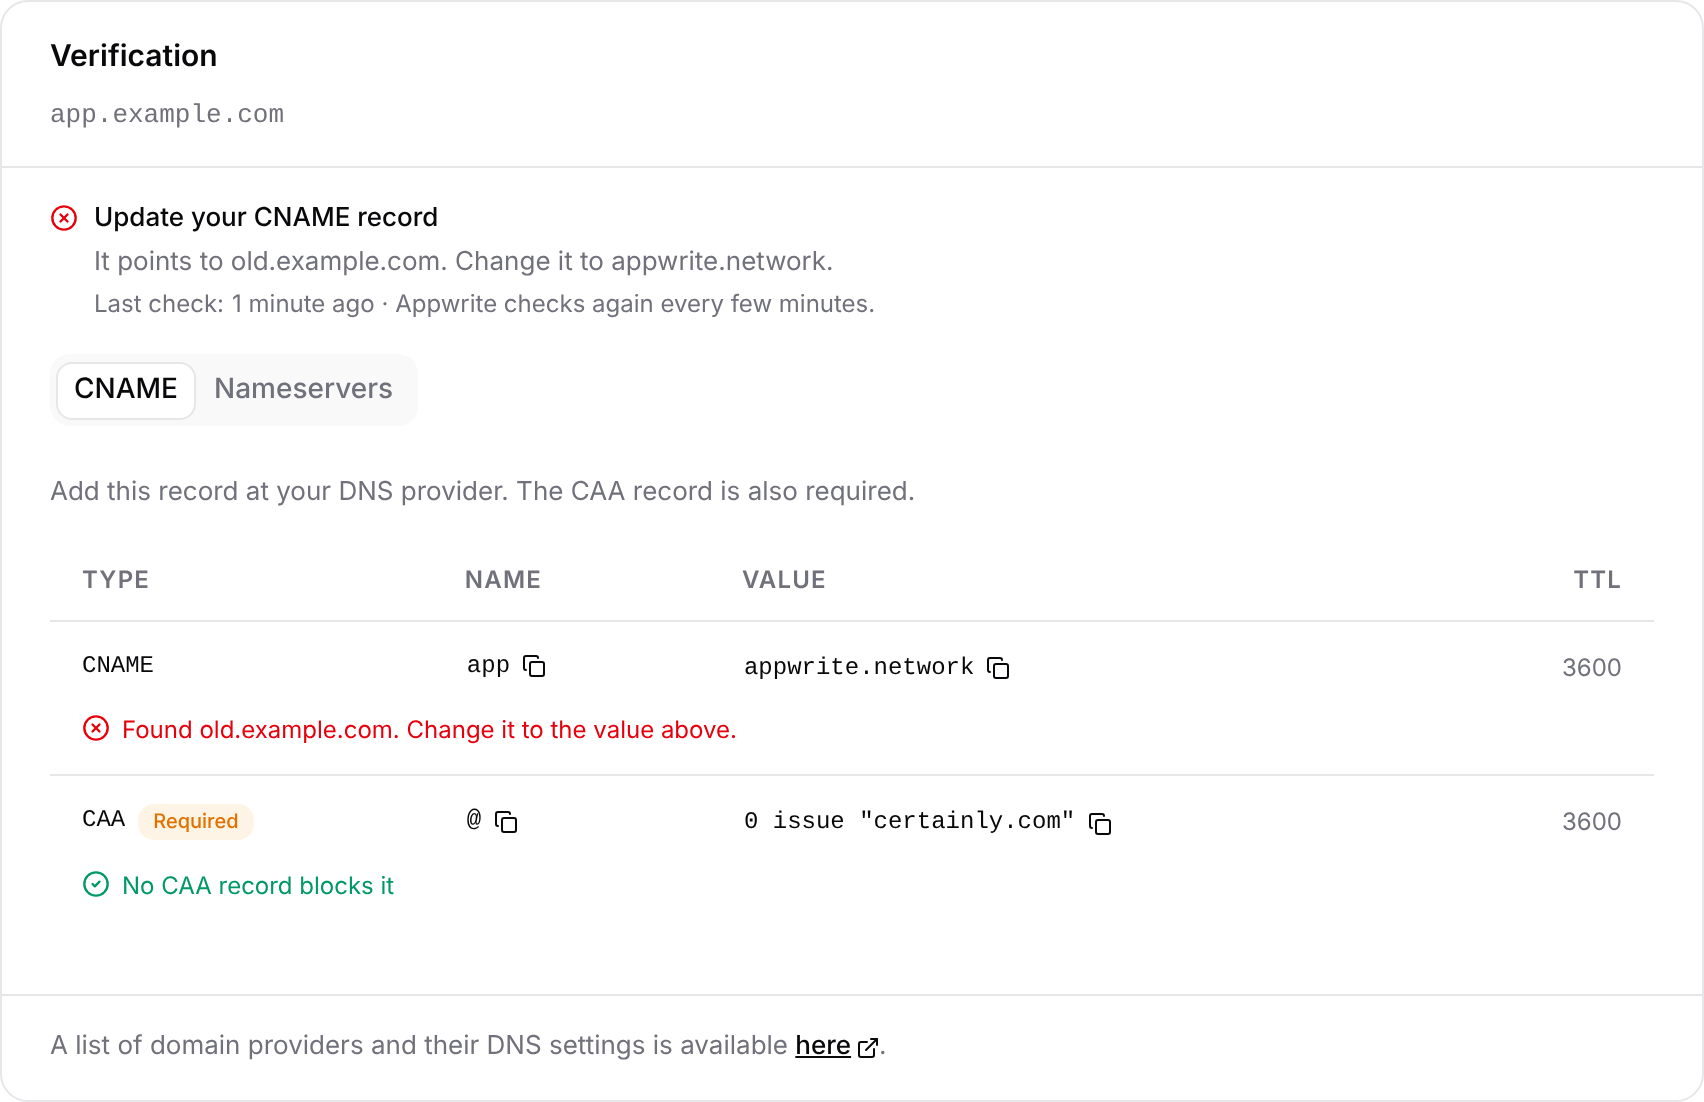 Verification
app.example.com
Update your CNAME record
It points to old.example.com. Change it to appwrite.network.
Last check: 1 minute ago · Appwrite checks again every few minutes.
CNAME Nameservers
Add this record at your DNS provider. The CAA record is also required.
TYPE NAME VALUE TTL
CNAME app appwrite.network 3600
Found old.example.com. Change it to the value above.
CAA Required @ 0 issue "certainly.com" 3600
No CAA record blocks it
A list of domain providers and their DNS settings is available here.